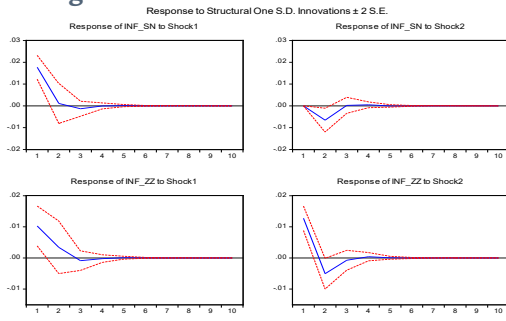 Response to Structural One S.D. Innovations ± 2 S.E.
Response of INF_SN to Shock1
.03
.02
.01
.00
-.01
-.02
1 2 3 4 5 6 7 8 9 10
Response of INF_SN to Shock2
.03
.02
.01
.00
-.01
-.02
1 2 3 4 5 6 7 8 9 10
Response of INF_ZZ to Shock1
.02
.01
.00
-.01
1 2 3 4 5 6 7 8 9 10
Response of INF_ZZ to Shock2
.02
.01
.00
-.01
1 2 3 4 5 6 7 8 9 10